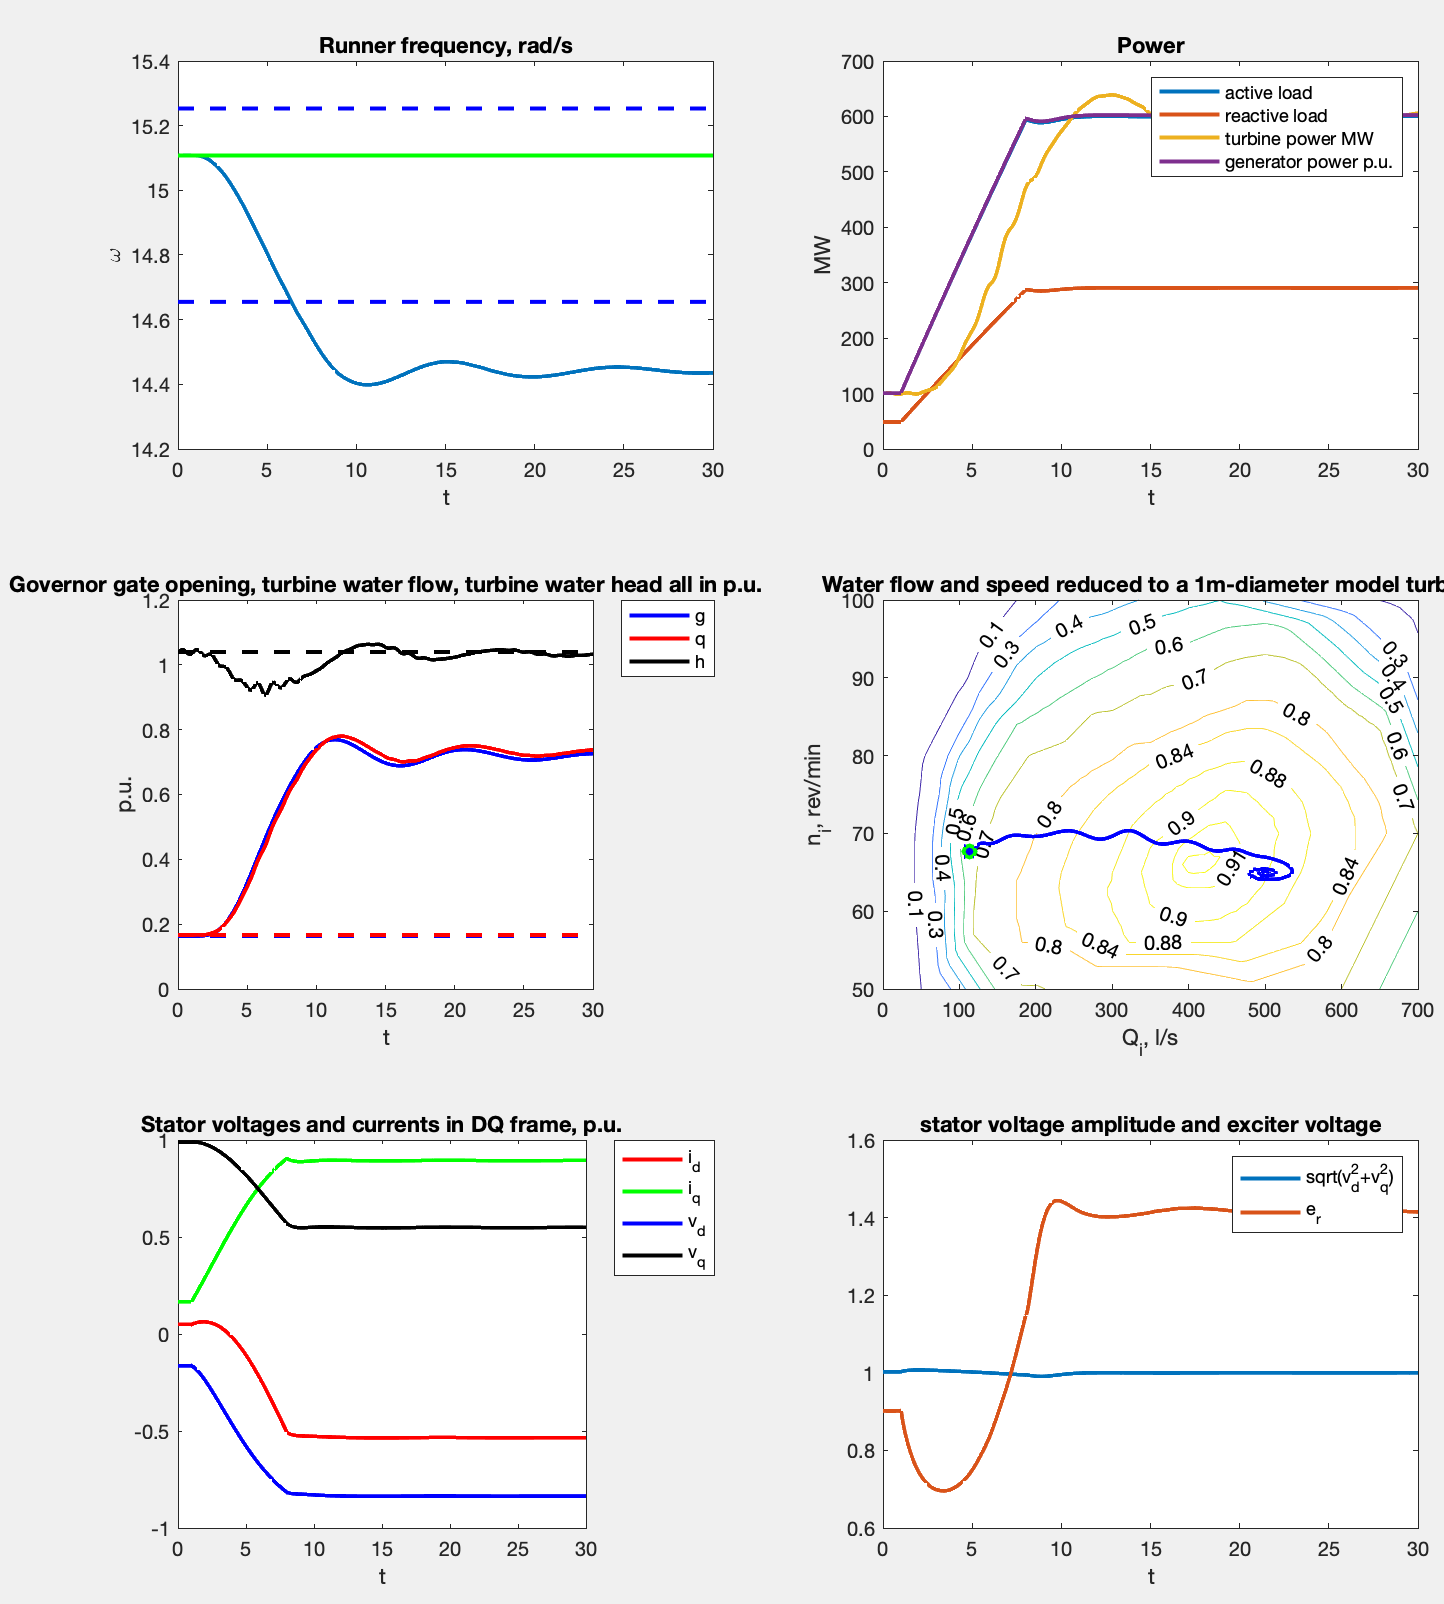 Runner frequency, rad/s
15.4
15.2
15
14.8
14.6
14.4
14.2
ω
0 5 10 15 20 25 30
t
Power
700
600
500
400
300
200
100
0
MW
active load
reactive load
turbine power MW
generator power p.u.
0 5 10 15 20 25 30
t
Governor gate opening, turbine water flow, turbine water head all in p.u.
1.2
1
0.8
0.6
0.4
0.2
0
p.u.
g
q
h
0 5 10 15 20 25 30
t
Water flow and speed reduced to a 1m-diameter model turb
100
90
80
70
60
50
n_i, rev/min
0.1
0.3
0.4
0.5
0.6
0.7
0.8
0.84
0.88
0.9
0.91
0.3
0.4
0.5
0.6
0.7
0.8
0.5
0.6
0.7
0.4
0.1
0.3
0.84
0.9
0.8
0.84
0.88
0.8
0.7
0 100 200 300 400 500 600 700
Q_i, l/s
Stator voltages and currents in DQ frame, p.u.
1
0.5
0
-0.5
-1
i_d
i_q
v_d
v_q
0 5 10 15 20 25 30
t
stator voltage amplitude and exciter voltage
1.6
1.4
1.2
1
0.8
0.6
sqrt(v_d^2+v_q^2)
e_r
0 5 10 15 20 25 30
t